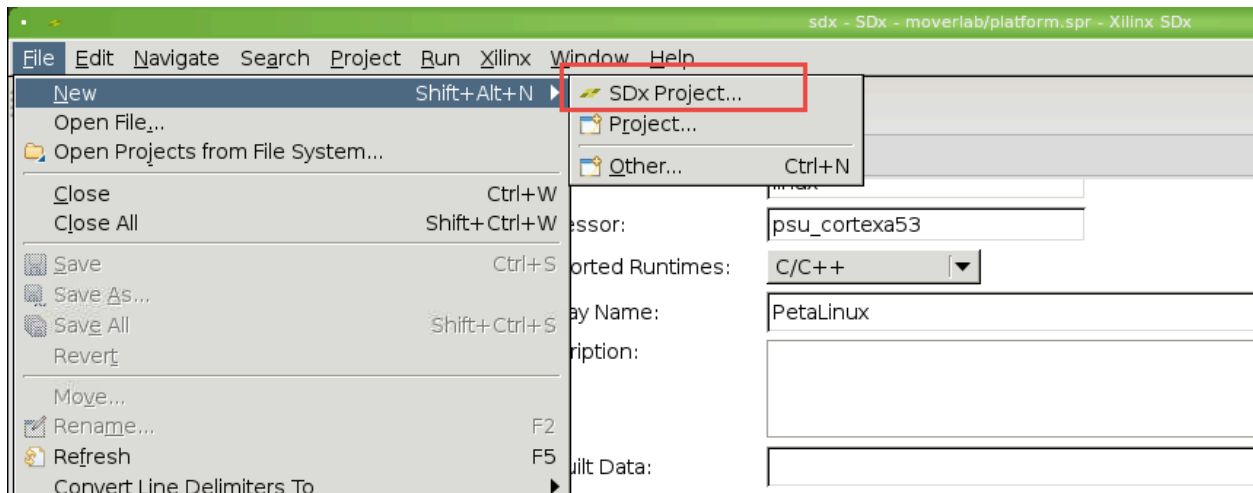 sdx - SDx - moverlab/platform.spr - Xilinx SDx
File Edit Navigate Search Project Run Xilinx Window Help
New Shift+Alt+N
Open File...
Open Projects from File System...
Close Ctrl+W
Close All Shift+Ctrl+W
Save Ctrl+S
Save As...
Save All Shift+Ctrl+S
Revert
Move...
Rename... F2
Refresh F5
Convert Line Delimiters To
SDx Project...
Project...
Other... Ctrl+N
linux
essor: psu_cortexa53
orted Runtimes: C/C++
ay Name: PetaLinux
ription:
uilt Data: